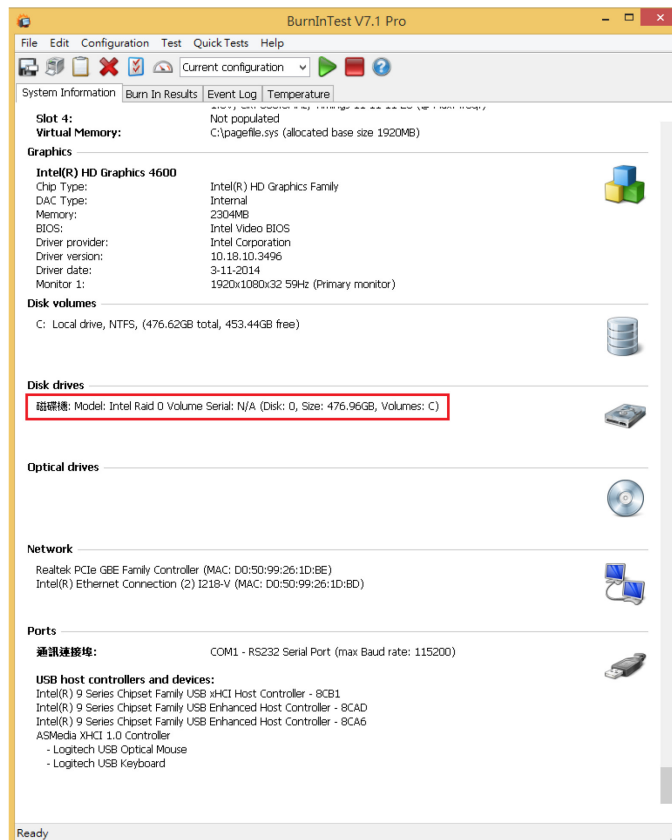 BurnInTest V7.1 Pro
File Edit Configuration Test Quick Tests Help
Current configuration
System Information Burn In Results Event Log Temperature
Slot 4: Not populated
Virtual Memory: C:\pagefile.sys (allocated base size 1920MB)
Graphics
Intel(R) HD Graphics 4600
Chip Type: Intel(R) HD Graphics Family
DAC Type: Internal
Memory: 2304MB
BIOS: Intel Video BIOS
Driver provider: Intel Corporation
Driver version: 10.18.10.3496
Driver date: 3-11-2014
Monitor 1: 1920x1080x32 59Hz (Primary monitor)
Disk volumes
C: Local drive, NTFS, (476.62GB total, 453.44GB free)
Disk drives
磁碟機: Model: Intel Raid 0 Volume Serial: N/A (Disk: 0, Size: 476.96GB, Volumes: C)
Optical drives
Network
Realtek PCIe GBE Family Controller (MAC: D0:50:99:26:1D:BE)
Intel(R) Ethernet Connection (2) I218-V (MAC: D0:50:99:26:1D:BD)
Ports
通訊連接埠: COM1 - RS232 Serial Port (max Baud rate: 115200)
USB host controllers and devices:
Intel(R) 9 Series Chipset Family USB xHCI Host Controller - 8CB1
Intel(R) 9 Series Chipset Family USB Enhanced Host Controller - 8CAD
Intel(R) 9 Series Chipset Family USB Enhanced Host Controller - 8CA6
ASMedia XHCI 1.0 Controller
- Logitech USB Optical Mouse
- Logitech USB Keyboard
Ready